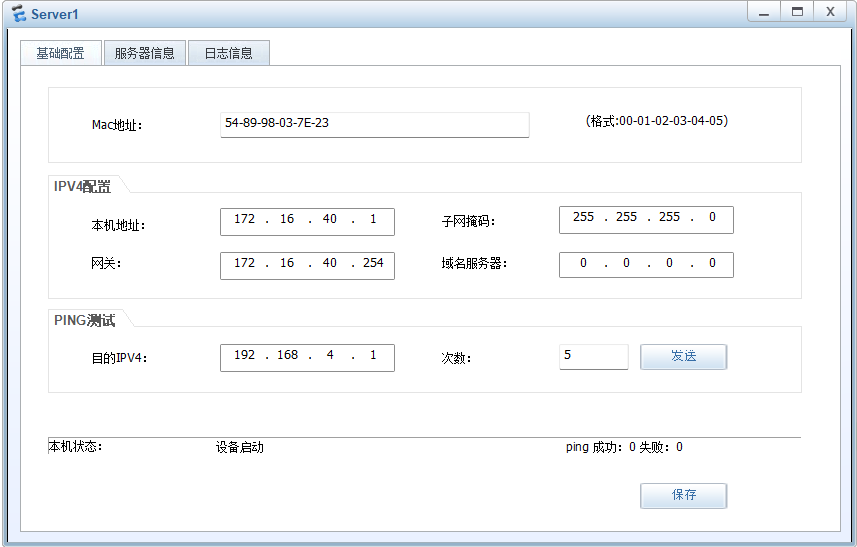 Server1
基础配置 服务器信息 日志信息
Mac地址： 54-89-98-03-7E-23 (格式:00-01-02-03-04-05)
IPV4配置
本机地址： 172 . 16 . 40 . 1 子网掩码： 255 . 255 . 255 . 0
网关： 172 . 16 . 40 . 254 域名服务器： 0 . 0 . 0 . 0
PING测试
目的IPV4： 192 . 168 . 4 . 1 次数： 5 发送
本机状态： 设备启动 ping 成功：0 失败：0
保存